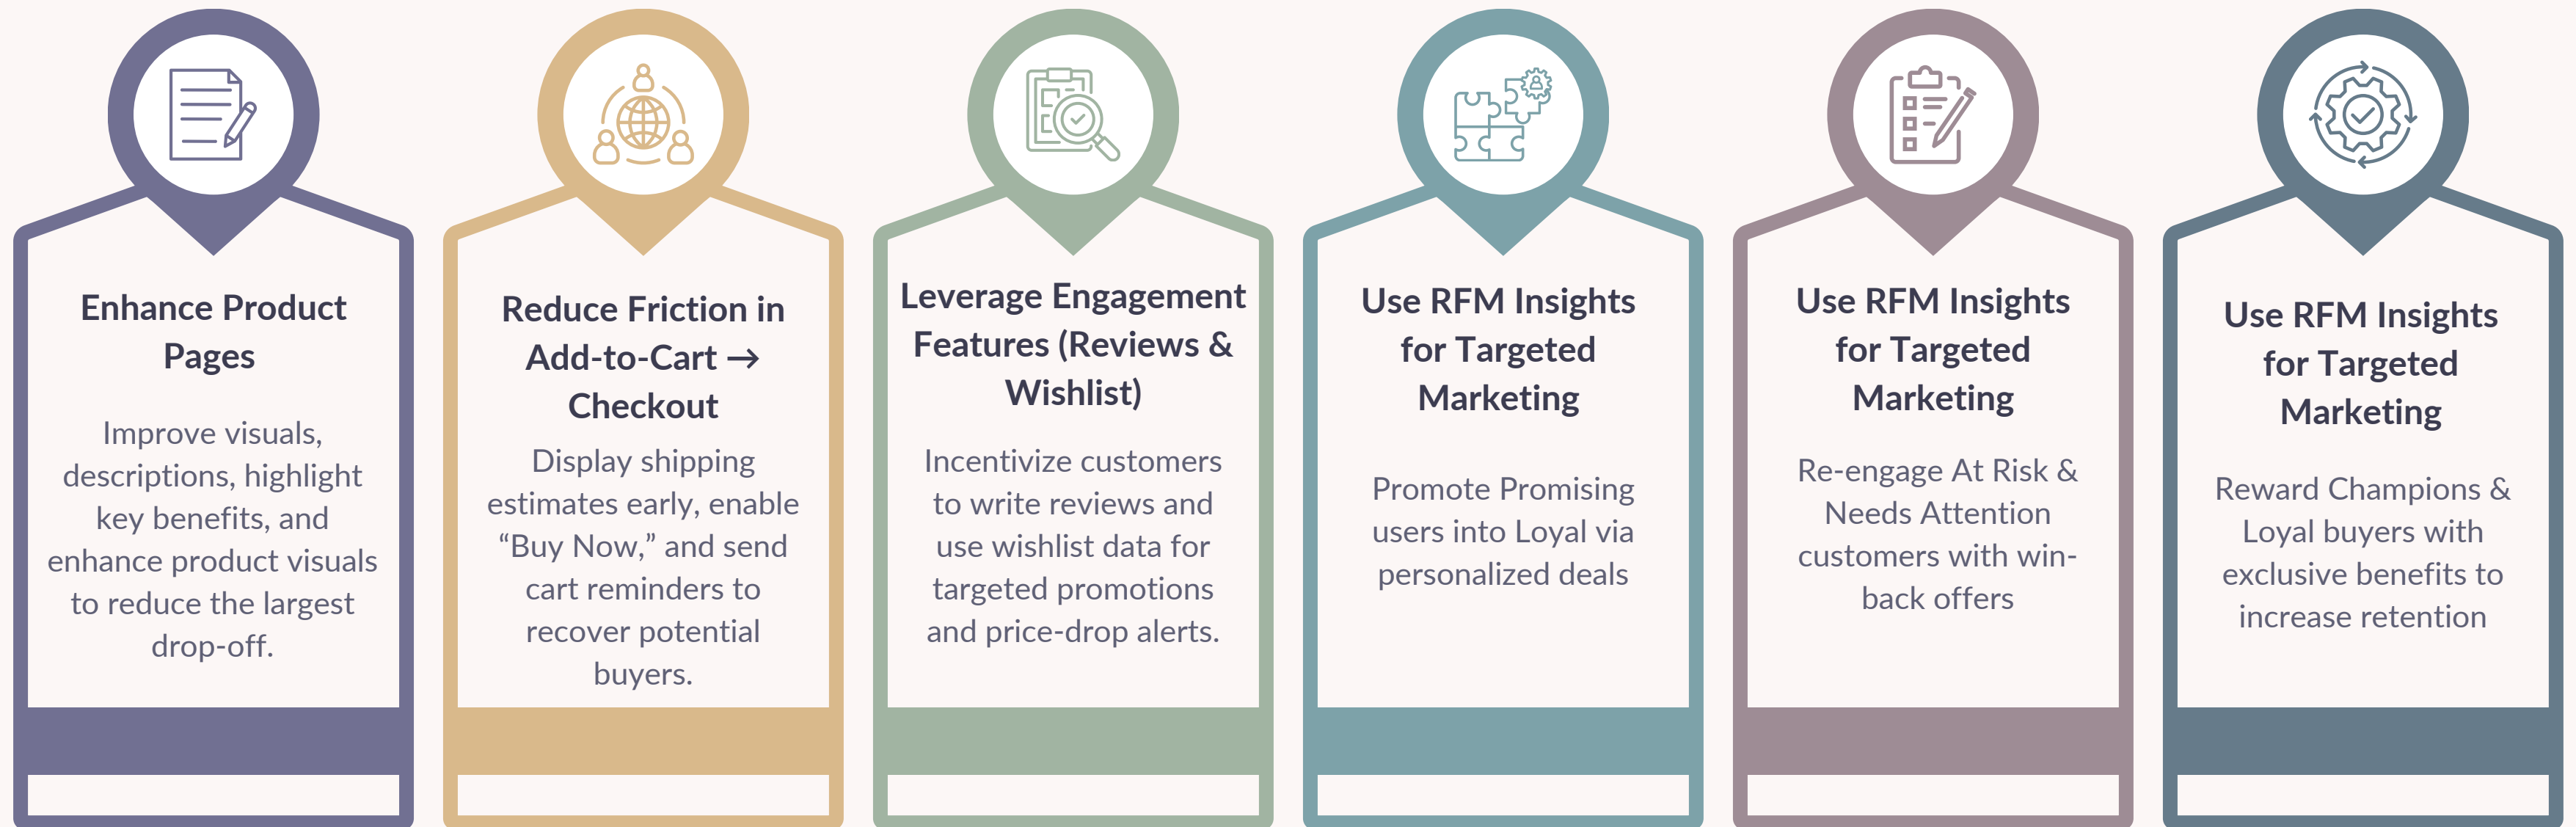 Enhance Product
Pages
Improve visuals,
descriptions, highlight
key benefits, and
enhance product visuals
to reduce the largest
drop-off.
Reduce Friction in
Add-to-Cart →
Checkout
Display shipping
estimates early, enable
“Buy Now,” and send
cart reminders to
recover potential
buyers.
Leverage Engagement
Features (Reviews &
Wishlist)
Incentivize customers
to write reviews and
use wishlist data for
targeted promotions
and price-drop alerts.
Use RFM Insights
for Targeted
Marketing
Promote Promising
users into Loyal via
personalized deals
Use RFM Insights
for Targeted
Marketing
Re-engage At Risk &
Needs Attention
customers with win-
back offers
Use RFM Insights
for Targeted
Marketing
Reward Champions &
Loyal buyers with
exclusive benefits to
increase retention